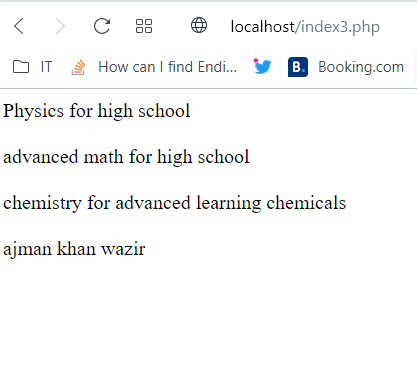 localhost/index3.php
IT How can I find Endi... B. Booking.com
Physics for high school
advanced math for high school
chemistry for advanced learning chemicals
ajman khan wazir